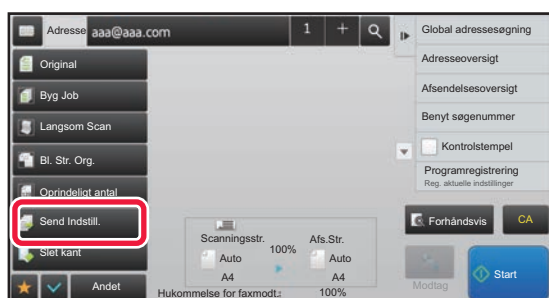 Adresse aaa@aaa.com 1 +
Original
Byg Job
Langsom Scan
Bl. Str. Org.
Oprindeligt antal
Send Indstill.
Slet kant
Andet
Scanningsstr. 100% Afs.Str.
Auto Auto
A4 A4
Hukommelse for faxmodt.: 100%
Global adressesøgning
Adresseoversigt
Afsendelsesoversigt
Benyt søgenummer
Kontrolstempel
Programregistrering
Reg. aktuelle indstillinger
Forhåndsvis CA
Modtag Start